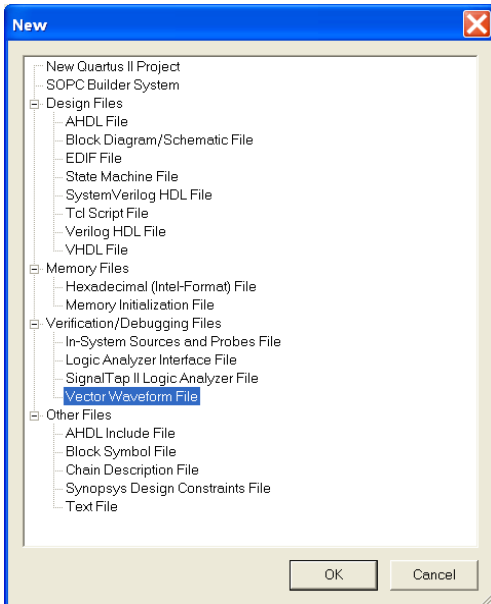 New
New Quartus II Project
SOPC Builder System
Design Files
AHDL File
Block Diagram/Schematic File
EDIF File
State Machine File
SystemVerilog HDL File
Tcl Script File
Verilog HDL File
VHDL File
Memory Files
Hexadecimal (Intel-Format) File
Memory Initialization File
Verification/Debugging Files
In-System Sources and Probes File
Logic Analyzer Interface File
SignalTap II Logic Analyzer File
Vector Waveform File
Other Files
AHDL Include File
Block Symbol File
Chain Description File
Synopsys Design Constraints File
Text File
OK Cancel